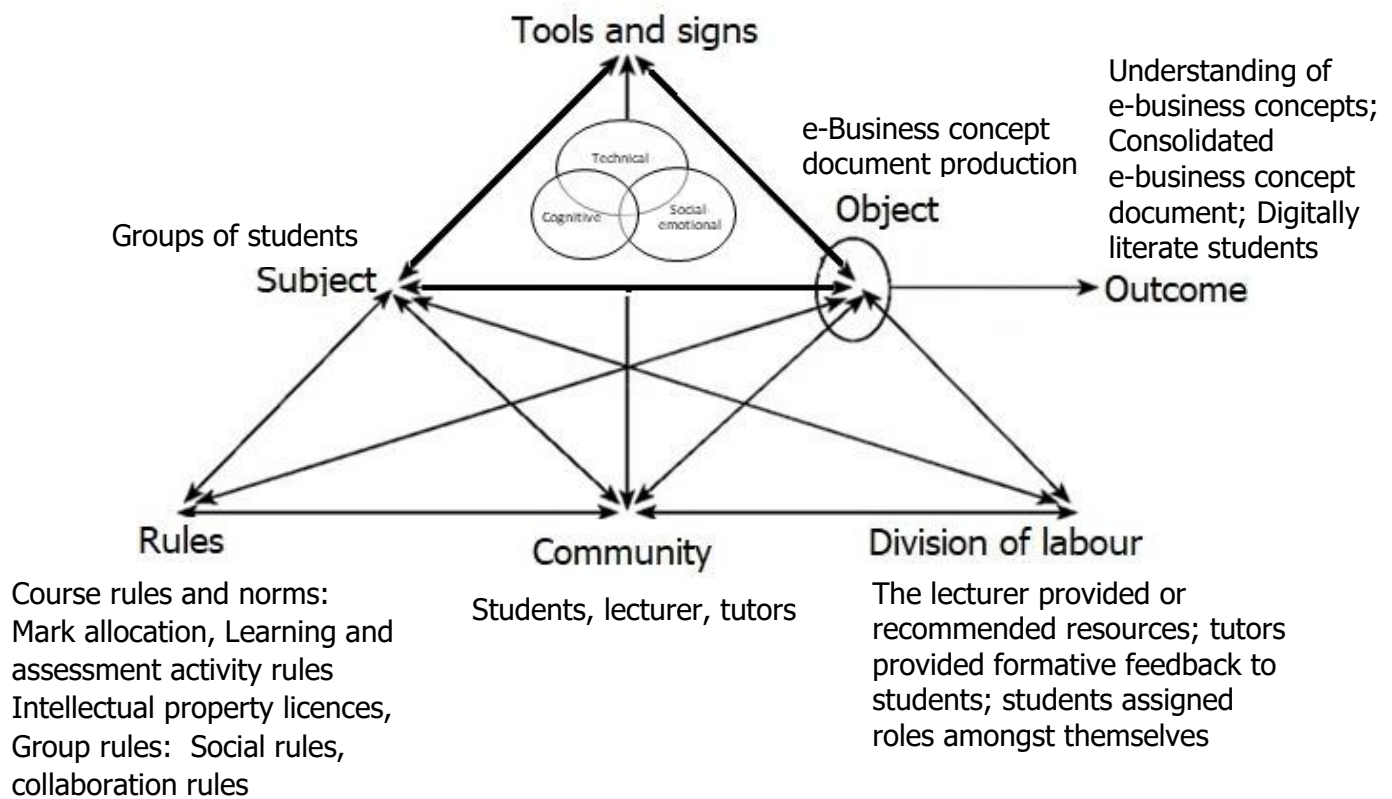 Tools and signs
Understanding of
e-business concepts;
Consolidated
e-business concept
document; Digitally
literate students
e-Business concept
document production
Technical
Cognitive
Social-
emotional
Object
Groups of students
Subject
Outcome
Rules
Community
Division of labour
Course rules and norms:
Mark allocation, Learning and
assessment activity rules
Intellectual property licences,
Group rules:  Social rules,
collaboration rules
Students, lecturer, tutors
The lecturer provided or
recommended resources; tutors
provided formative feedback to
students; students assigned
roles amongst themselves